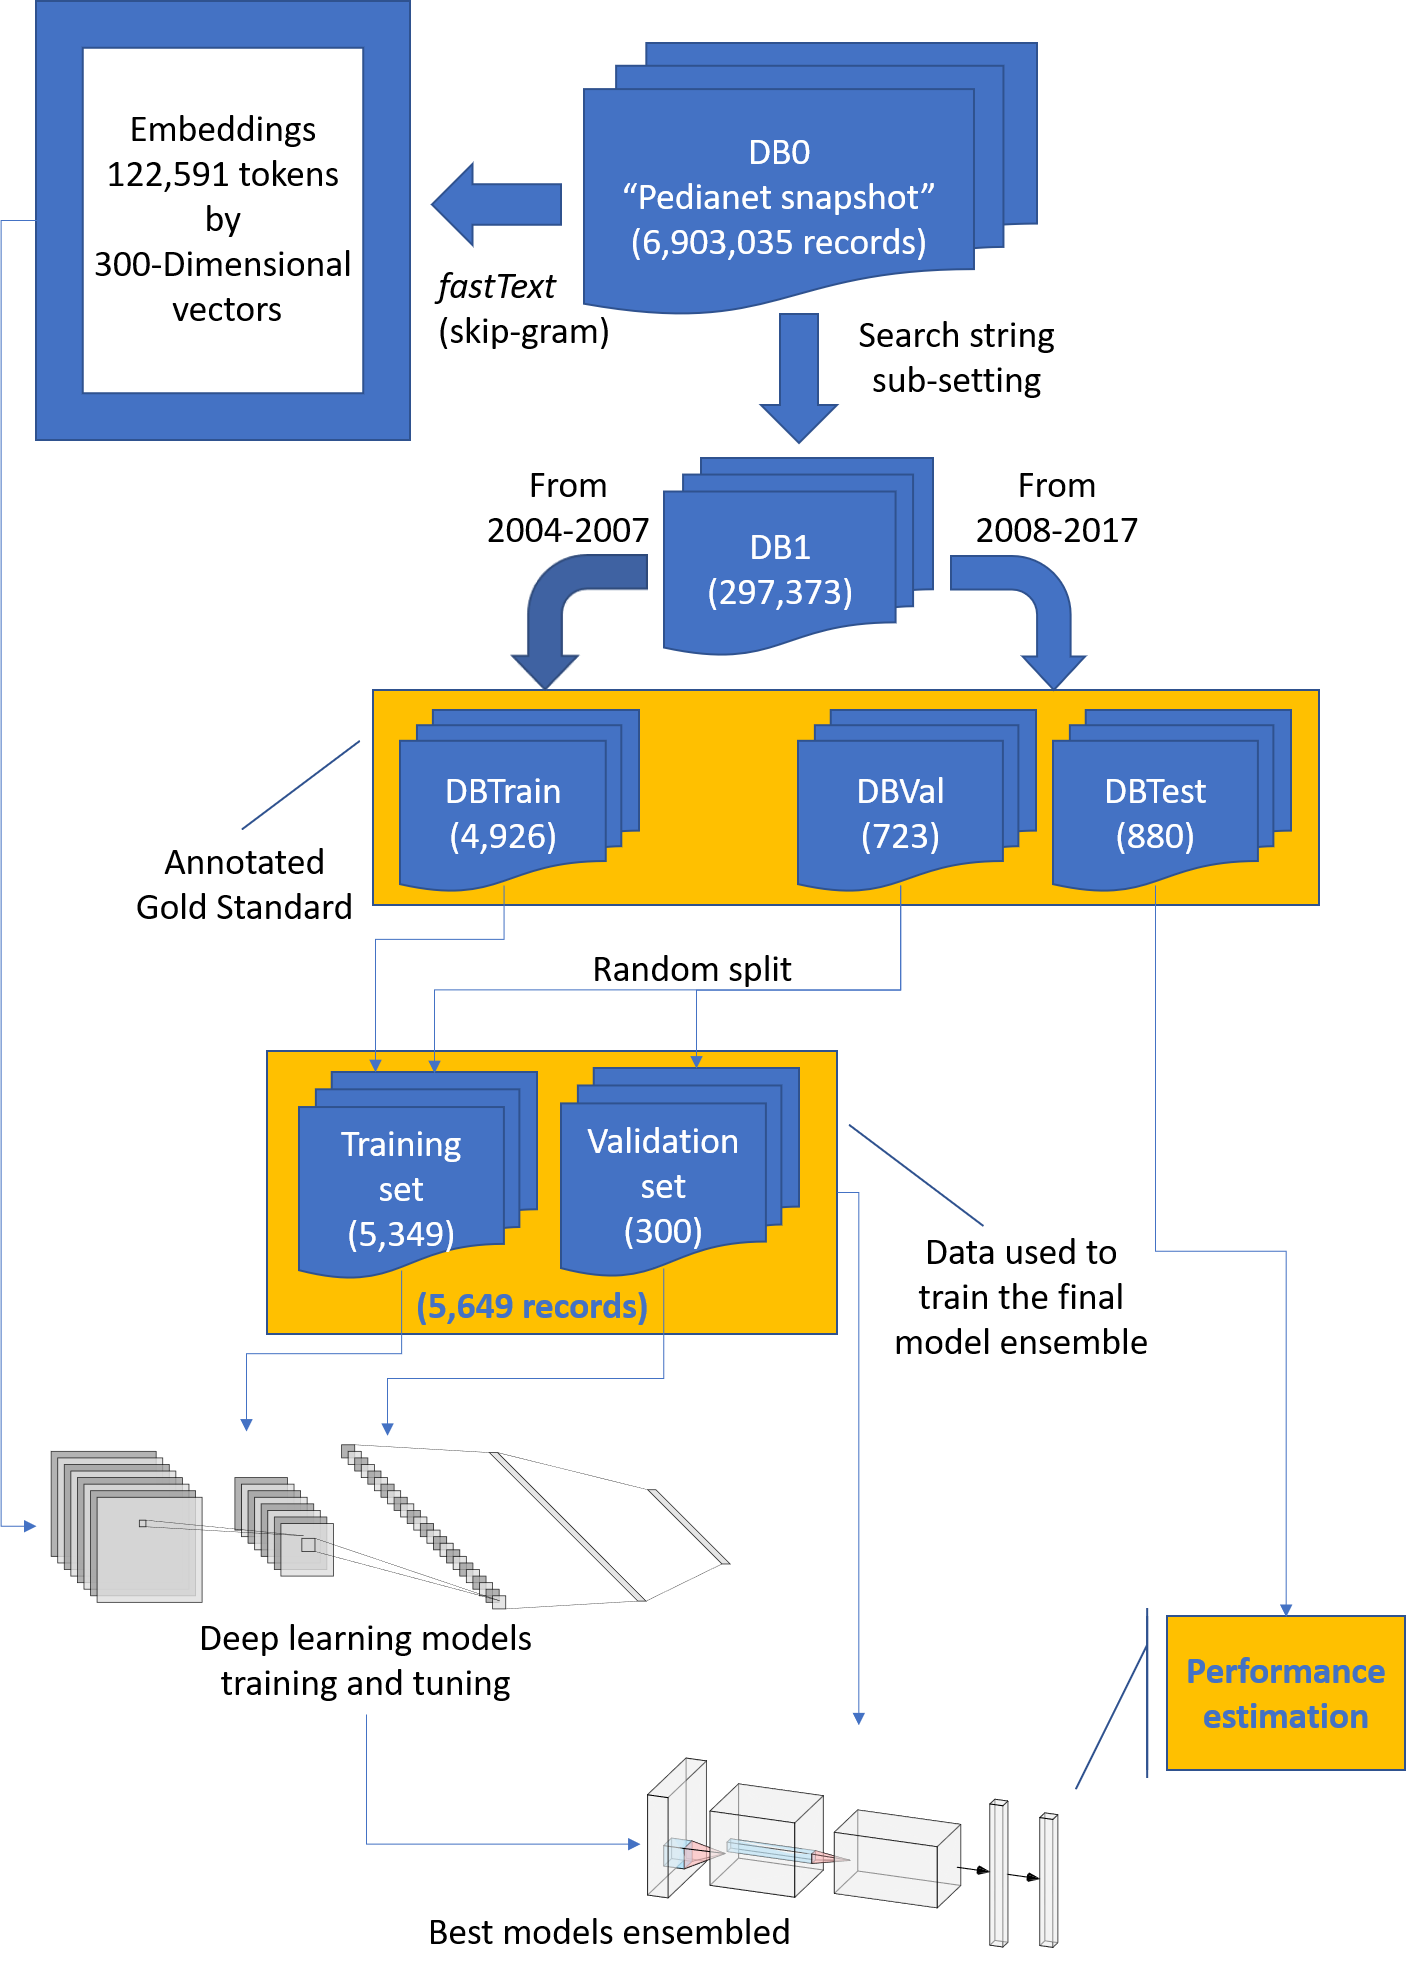 Embeddings
122,591 tokens
by
300-Dimensional
vectors
DB0
“Pedianet snapshot”
(6,903,035 records)
fastText
(skip-gram)
Search string
sub-setting
From
2004-2007
DB1
(297,373)
From
2008-2017
DBTrain
(4,926)
DBVal
(723)
DBTest
(880)
Annotated
Gold Standard
Random split
Training
set
(5,349)
Validation
set
(300)
(5,649 records)
Data used to
train the final
model ensemble
Deep learning models
training and tuning
Performance
estimation
Best models ensembled